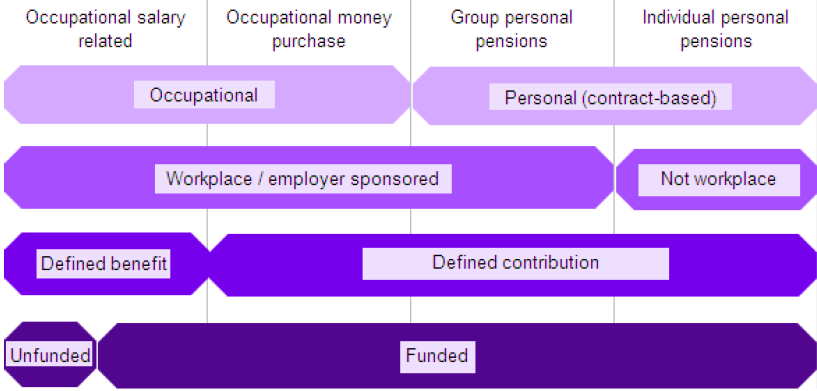 Occupational salary
related
Occupational money
purchase
Group personal
pensions
Individual personal
pensions
Occupational
Personal (contract-based)
Workplace / employer sponsored
Not workplace
Defined benefit
Defined contribution
Unfunded
Funded